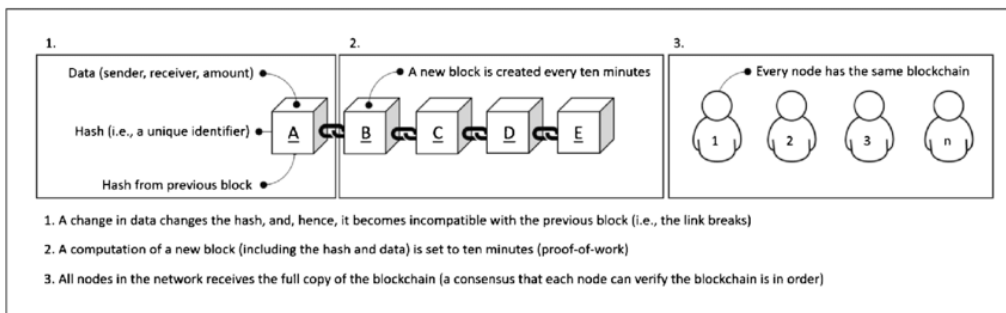 1.
2.
3.
Data (sender, receiver, amount)
A new block is created every ten minutes
Every node has the same blockchain
Hash (i.e., a unique identifier)
A
B
C
D
E
1
2
3
n
Hash from previous block
1. A change in data changes the hash, and, hence, it becomes incompatible with the previous block (i.e., the link breaks)
2. A computation of a new block (including the hash and data) is set to ten minutes (proof-of-work)
3. All nodes in the network receives the full copy of the blockchain (a consensus that each node can verify the blockchain is in order)